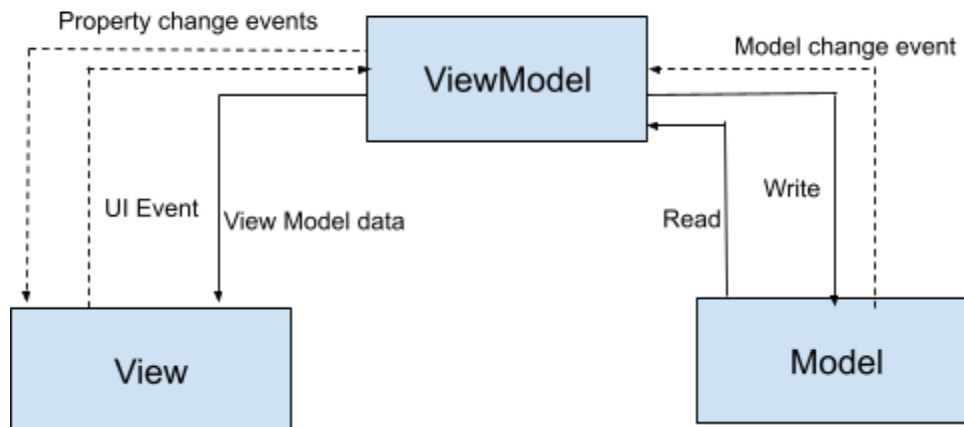 Property change events
Model change event
ViewModel
UI Event
View Model data
Write
Read
View
Model